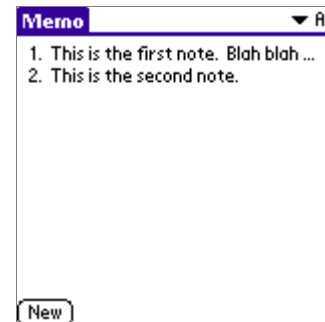 Memo
1. This is the first note. Blah blah ...
2. This is the second note.
New